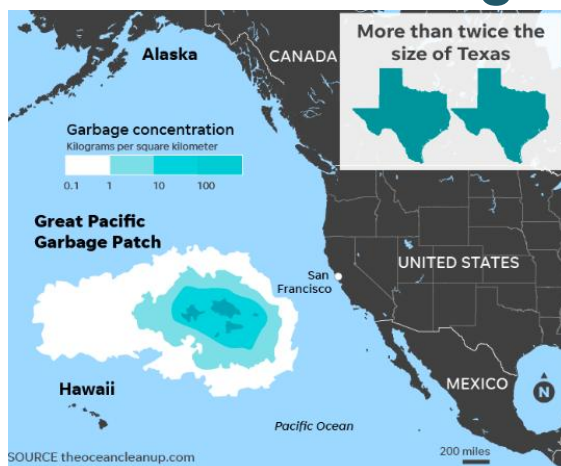 More than twice the
size of Texas
Alaska
CANADA
Garbage concentration
Kilograms per square kilometer
0.1 1 10 100
Great Pacific
Garbage Patch
San
Francisco
UNITED STATES
Hawaii
MEXICO
N
Pacific Ocean
200 miles
SOURCE theoceancleanup.com